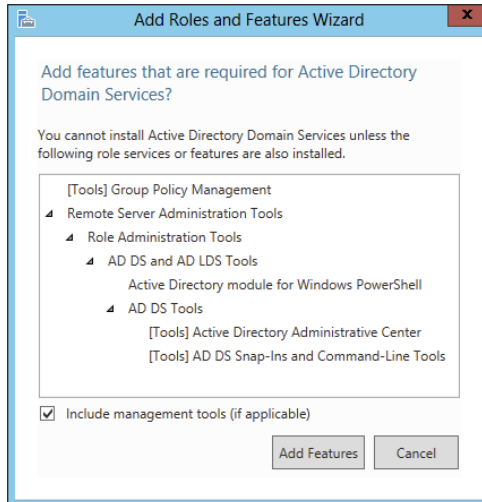 Add Roles and Features Wizard
x
Add features that are required for Active Directory
Domain Services?
You cannot install Active Directory Domain Services unless the
following role services or features are also installed.
[Tools] Group Policy Management
Remote Server Administration Tools
Role Administration Tools
AD DS and AD LDS Tools
Active Directory module for Windows PowerShell
AD DS Tools
[Tools] Active Directory Administrative Center
[Tools] AD DS Snap-Ins and Command-Line Tools
Include management tools (if applicable)
Add Features Cancel